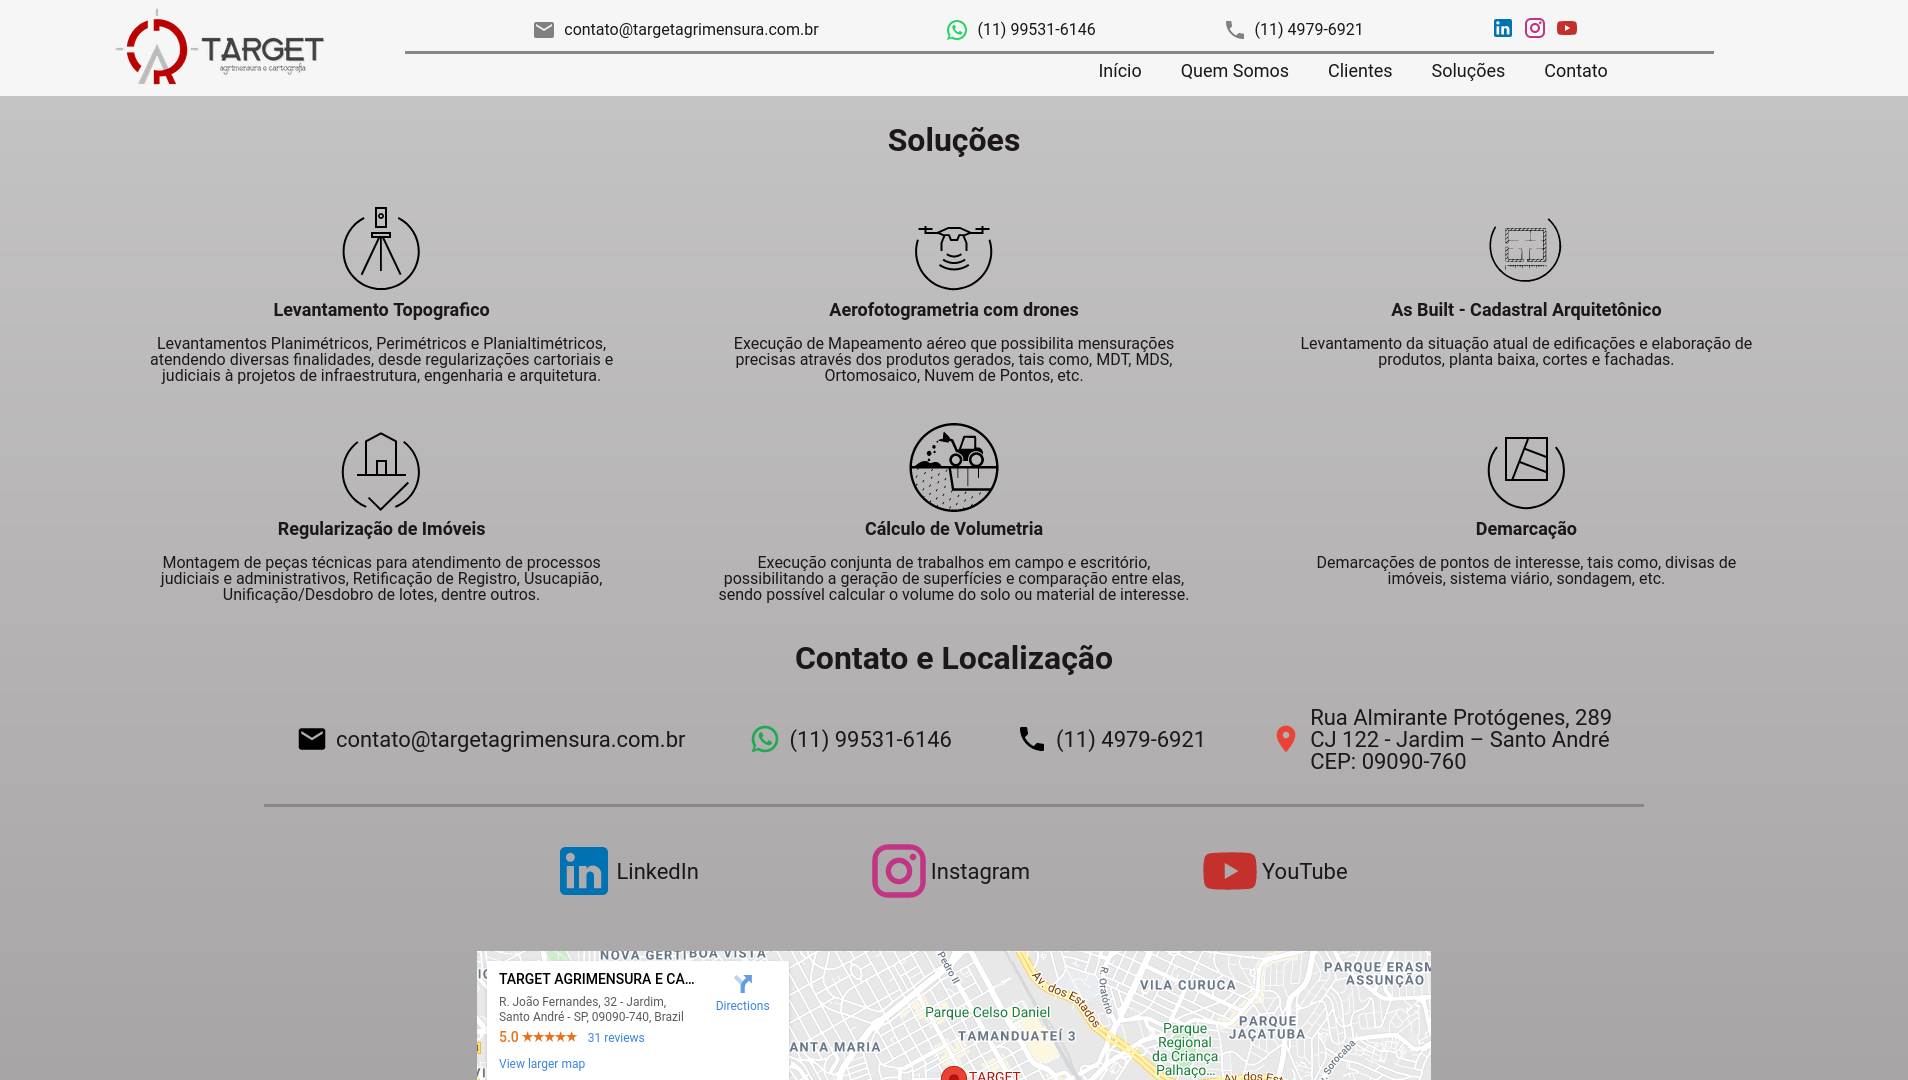 TARGET
agrimensura e cartografia
contato@targetagrimensura.com.br
(11) 99531-6146
(11) 4979-6921
Início
Quem Somos
Clientes
Soluções
Contato
Soluções
Levantamento Topografico
Levantamentos Planimétricos, Perimétricos e Planialtimétricos,
atendendo diversas finalidades, desde regularizações cartoriais e
judiciais à projetos de infraestrutura, engenharia e arquitetura.
Aerofotogrametria com drones
Execução de Mapeamento aéreo que possibilita mensurações
precisas através dos produtos gerados, tais como, MDT, MDS,
Ortomosaico, Nuvem de Pontos, etc.
As Built - Cadastral Arquitetônico
Levantamento da situação atual de edificações e elaboração de
produtos, planta baixa, cortes e fachadas.
Regularização de Imóveis
Montagem de peças técnicas para atendimento de processos
judiciais e administrativos, Retificação de Registro, Usucapião,
Unificação/Desdobro de lotes, dentre outros.
Cálculo de Volumetria
Execução conjunta de trabalhos em campo e escritório,
possibilitando a geração de superfícies e comparação entre elas,
sendo possível calcular o volume do solo ou material de interesse.
Demarcação
Demarcações de pontos de interesse, tais como, divisas de
imóveis, sistema viário, sondagem, etc.
Contato e Localização
contato@targetagrimensura.com.br
(11) 99531-6146
(11) 4979-6921
Rua Almirante Protógenes, 289
CJ 122 - Jardim – Santo André
CEP: 09090-760
LinkedIn
Instagram
YouTube
TARGET AGRIMENSURA E CA...
R. João Fernandes, 32 - Jardim,
Santo André - SP, 09090-740, Brazil
5.0
31 reviews
View larger map
Directions
NOVA GERTI
BOA VISTA
Pedro II
Av. dos Estados
R. Oratório
VILA CURUCA
PARQUE ERASM
ASSUNÇÃO
Parque Celso Daniel
TAMANDUATEÍ 3
ANTA MARIA
Parque
Regional
da Criança
Palhaço...
PARQUE
JAÇATUBA
Sorocaba
Av. dos Est
TARGET